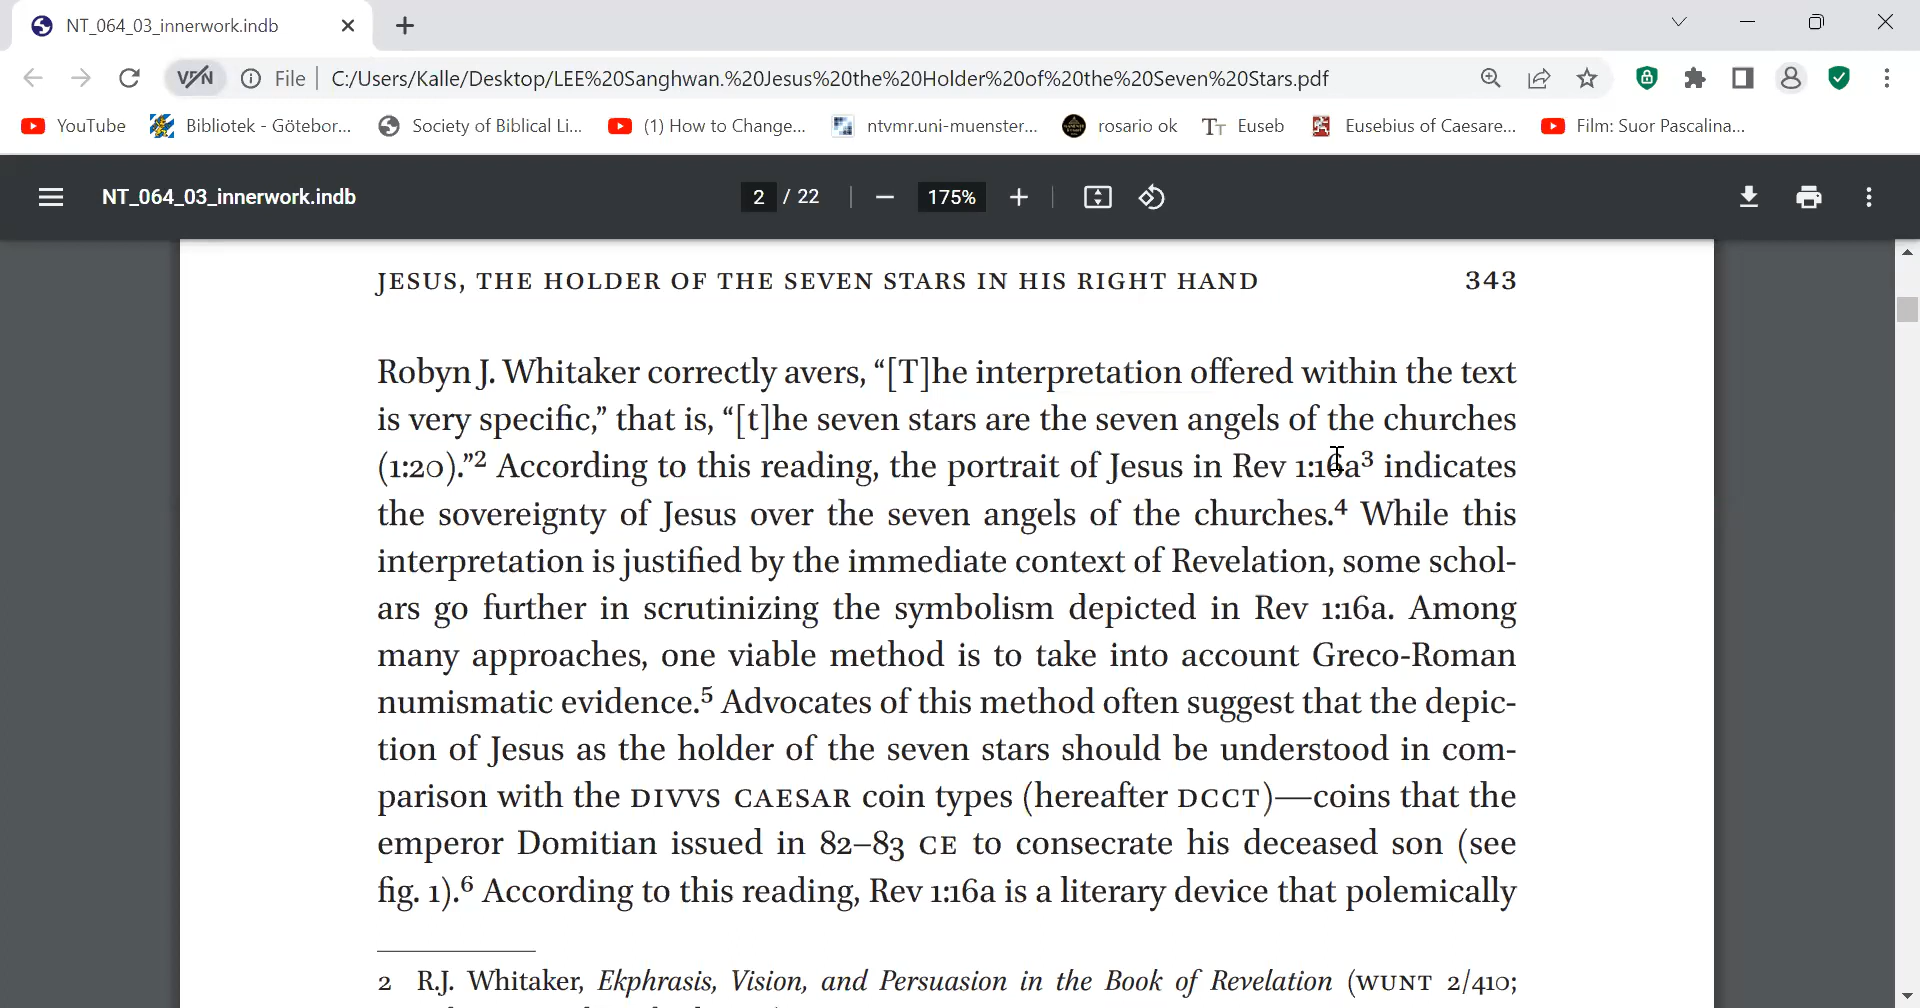 NT_064_03_innerwork.indb
VPN File C:/Users/Kalle/Desktop/LEE%20Sanghwan.%20Jesus%20the%20Holder%20of%20the%20Seven%20Stars.pdf
YouTube Bibliotek - Götebor... Society of Biblical Li... (1) How to Change... ntvmr.uni-muenster... rosario ok Euseb Eusebius of Caesare... Film: Suor Pascalina...
NT_064_03_innerwork.indb 2 / 22 175%
JESUS, THE HOLDER OF THE SEVEN STARS IN HIS RIGHT HAND 343
Robyn J. Whitaker correctly avers, “[T]he interpretation offered within the text
is very specific,” that is, “[t]he seven stars are the seven angels of the churches
(1:20).”2 According to this reading, the portrait of Jesus in Rev 1:16a3 indicates
the sovereignty of Jesus over the seven angels of the churches.4 While this
interpretation is justified by the immediate context of Revelation, some schol-
ars go further in scrutinizing the symbolism depicted in Rev 1:16a. Among
many approaches, one viable method is to take into account Greco-Roman
numismatic evidence.5 Advocates of this method often suggest that the depic-
tion of Jesus as the holder of the seven stars should be understood in com-
parison with the DIVVS CAESAR coin types (hereafter DCCT)—coins that the
emperor Domitian issued in 82–83 CE to consecrate his deceased son (see
fig. 1).6 According to this reading, Rev 1:16a is a literary device that polemically
2 R.J. Whitaker, Ekphrasis, Vision, and Persuasion in the Book of Revelation (WUNT 2/410;